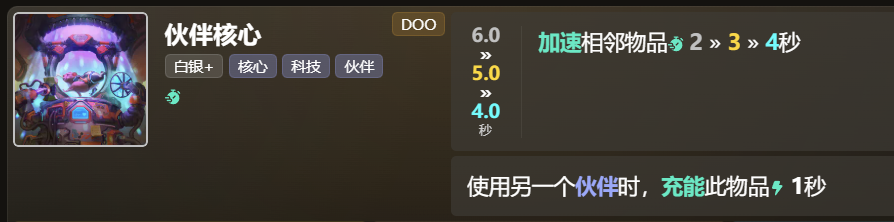 伙伴核心
DOO
白银+
核心
科技
伙伴
6.0
»
5.0
»
4.0
秒
加速相邻物品 2 » 3 » 4秒
使用另一个伙伴时，充能此物品 1秒